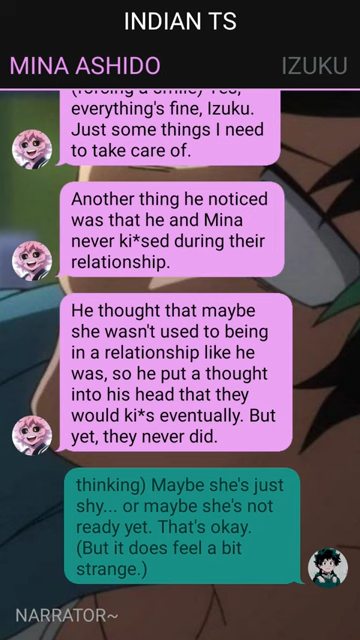 INDIAN TS
MINA ASHIDO
IZUKU
(forcing a smile) Yes,
everything's fine, Izuku.
Just some things I need
to take care of.
Another thing he noticed
was that he and Mina
never ki*sed during their
relationship.
He thought that maybe
she wasn't used to being
in a relationship like he
was, so he put a thought
into his head that they
would ki*s eventually. But
yet, they never did.
thinking) Maybe she's just
shy... or maybe she's not
ready yet. That's okay.
(But it does feel a bit
strange.)
NARRATOR~